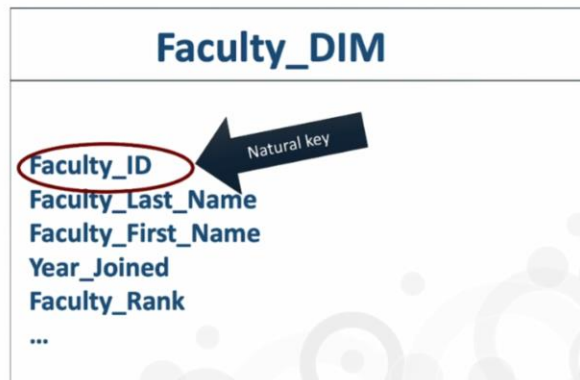 Faculty_DIM
Natural key
Faculty_ID
Faculty_Last_Name
Faculty_First_Name
Year_Joined
Faculty_Rank
...